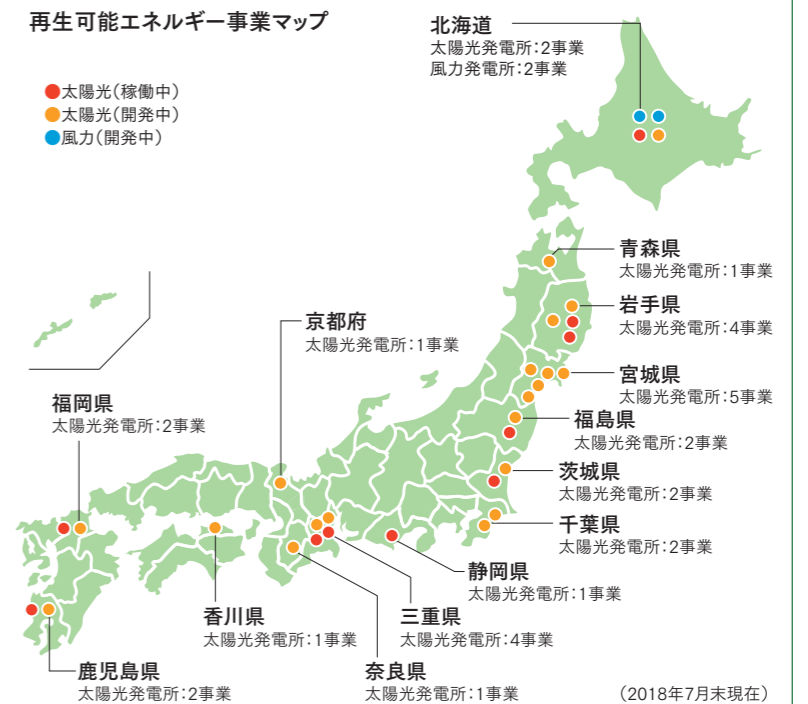 再生可能エネルギー事業マップ
●太陽光(稼働中)
●太陽光(開発中)
●風力(開発中)
北海道
太陽光発電所:2事業
風力発電所:2事業
青森県
太陽光発電所:1事業
岩手県
太陽光発電所:4事業
宮城県
太陽光発電所:5事業
福島県
太陽光発電所:2事業
茨城県
太陽光発電所:2事業
千葉県
太陽光発電所:2事業
静岡県
太陽光発電所:1事業
三重県
太陽光発電所:4事業
奈良県
太陽光発電所:1事業
京都府
太陽光発電所:1事業
香川県
太陽光発電所:1事業
福岡県
太陽光発電所:2事業
鹿児島県
太陽光発電所:2事業
(2018年7月末現在)